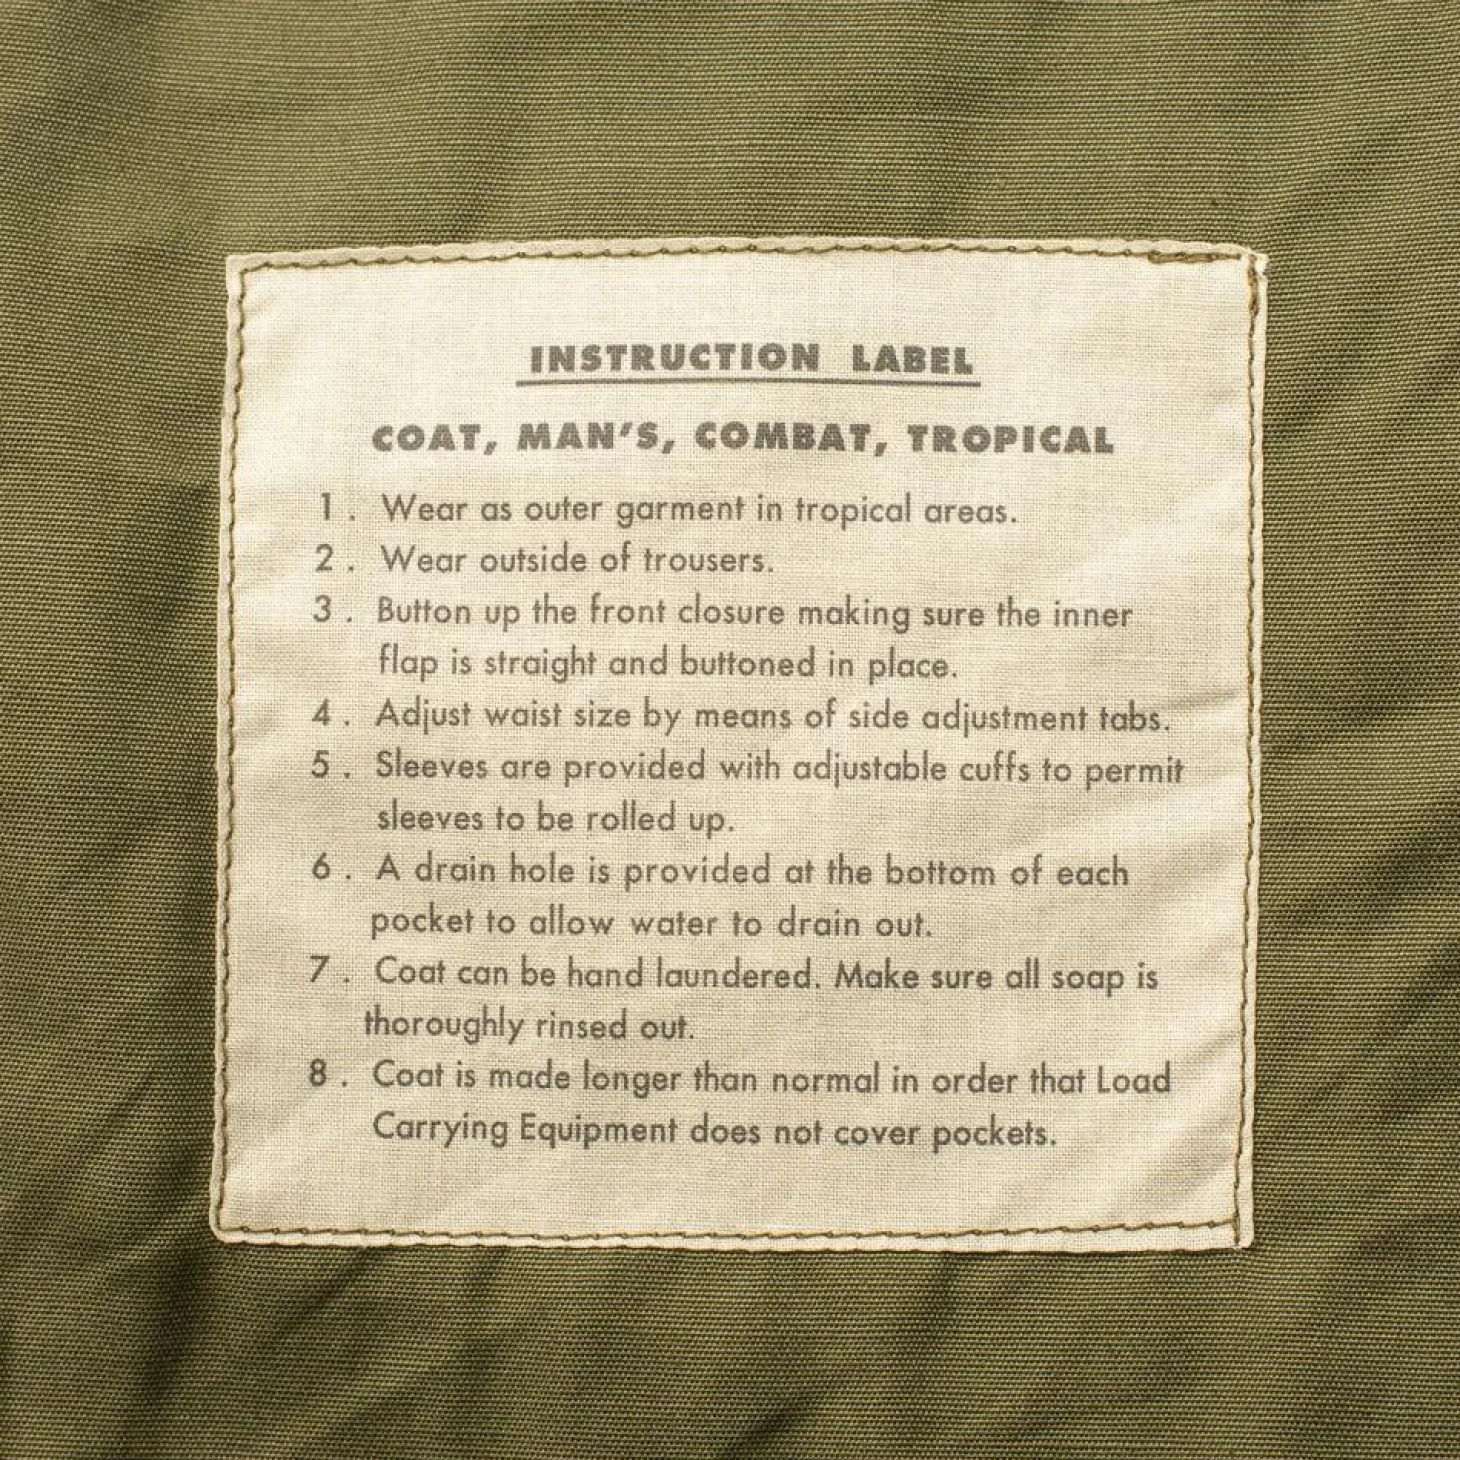 INSTRUCTION LABEL
COAT, MAN'S, COMBAT, TROPICAL
1. Wear as outer garment in tropical areas.
2. Wear outside of trousers.
3. Button up the front closure making sure the inner
flap is straight and buttoned in place.
4. Adjust waist size by means of side adjustment tabs.
5. Sleeves are provided with adjustable cuffs to permit
sleeves to be rolled up.
6. A drain hole is provided at the bottom of each
pocket to allow water to drain out.
7. Coat can be hand laundered. Make sure all soap is
thoroughly rinsed out.
8. Coat is made longer than normal in order that Load
Carrying Equipment does not cover pockets.